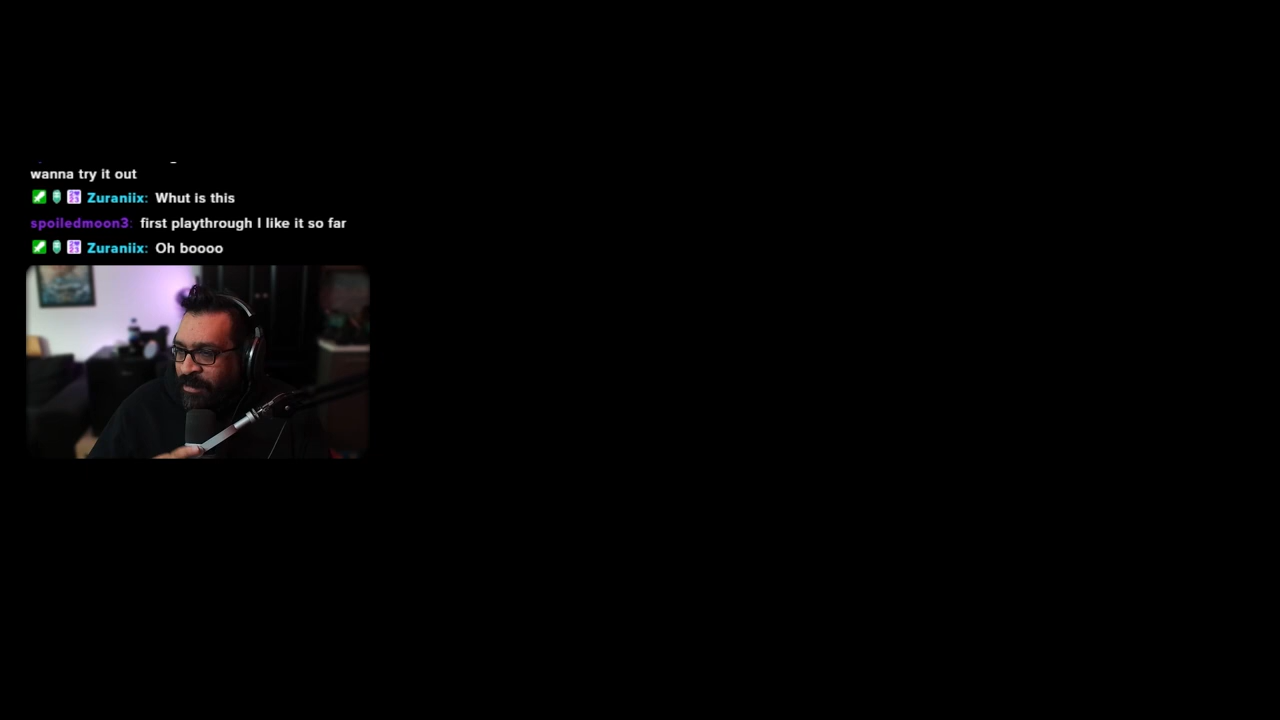 wanna try it out
Zuraniix: Whut is this
spoiledmoon3: first playthrough I like it so far
Zuraniix: Oh boooo